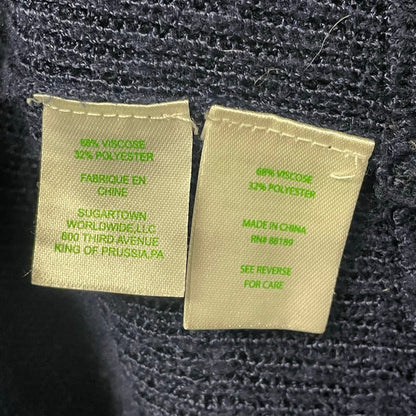 68% VISCOSE
32% POLYESTER
FABRIQUE EN
CHINE
SUGARTOWN
WORLDWIDE,LLC
800 THIRD AVENUE
KING OF PRUSSIA,PA
68% VISCOSE
32% POLYESTER
MADE IN CHINA
RN# 88189
SEE REVERSE
FOR CARE